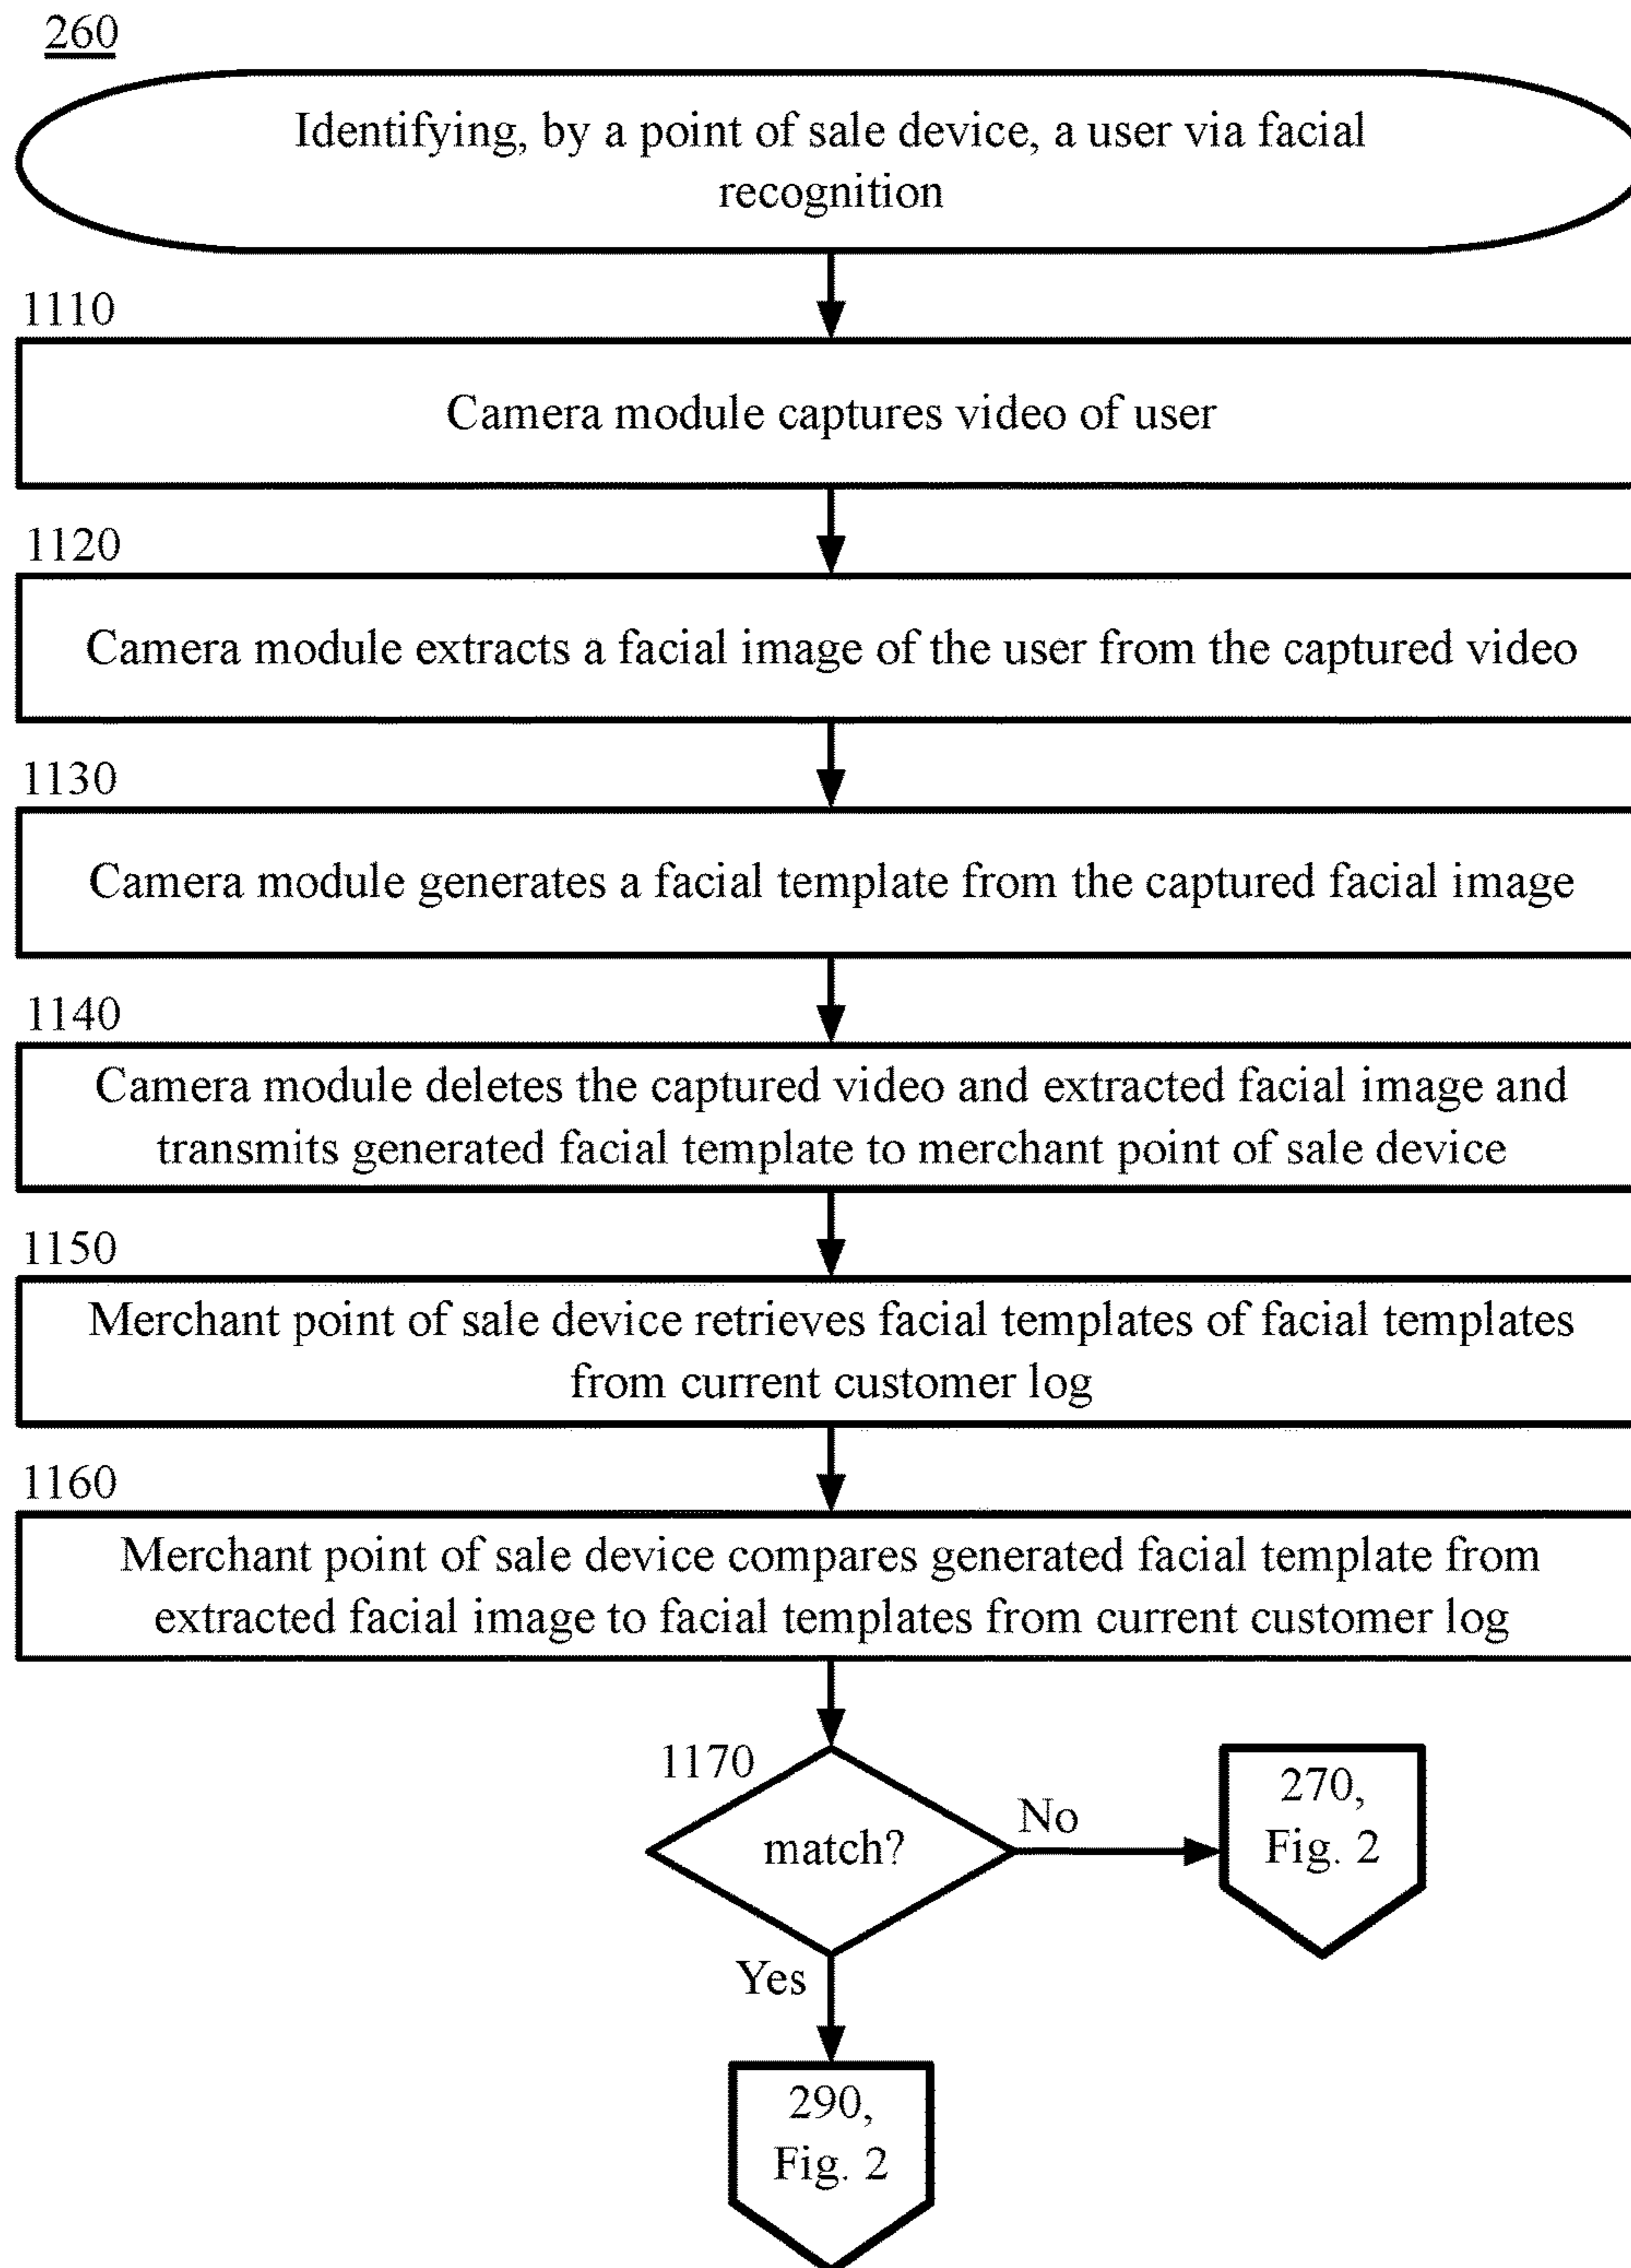 260
Identifying, by a point of sale device, a user via facial
recognition
1110
Camera module captures video of user
1120
Camera module extracts a facial image of the user from the captured video
1130
Camera module generates a facial template from the captured facial image
1140
Camera module deletes the captured video and extracted facial image and
transmits generated facial template to merchant point of sale device
1150
Merchant point of sale device retrieves facial templates of facial templates
from current customer log
1160
Merchant point of sale device compares generated facial template from
extracted facial image to facial templates from current customer log
1170
match?
No
270,
Fig. 2
Yes
290,
Fig. 2